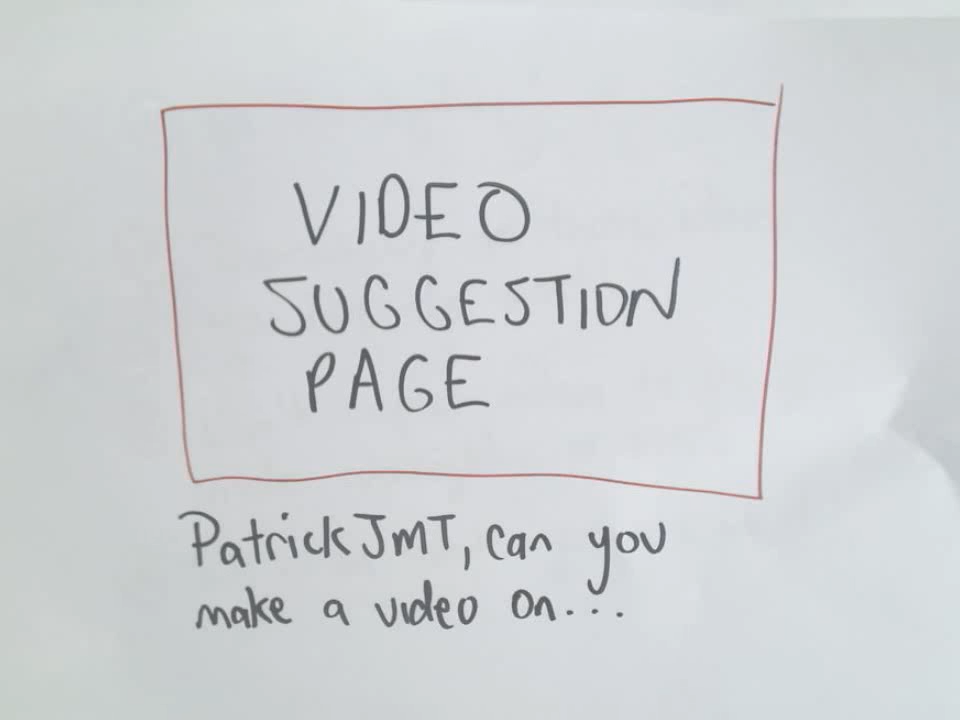 VIDEO
SUGGESTION
PAGE
PatrickJMT, can you
make a video on...